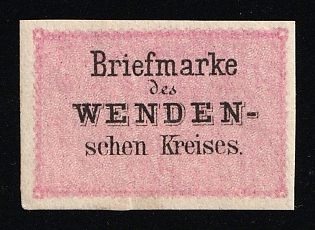 Briefmarke
des
WENDEN-
schen Kreises.